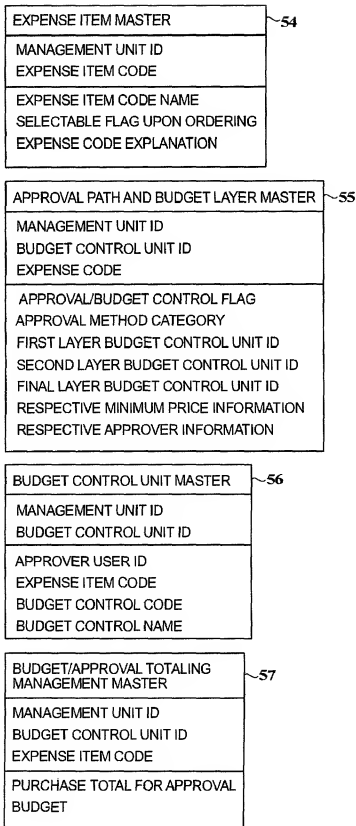 EXPENSE ITEM MASTER
54
MANAGEMENT UNIT ID
EXPENSE ITEM CODE
EXPENSE ITEM CODE NAME
SELECTABLE FLAG UPON ORDERING
EXPENSE CODE EXPLANATION
APPROVAL PATH AND BUDGET LAYER MASTER
55
MANAGEMENT UNIT ID
BUDGET CONTROL UNIT ID
EXPENSE CODE
APPROVAL/BUDGET CONTROL FLAG
APPROVAL METHOD CATEGORY
FIRST LAYER BUDGET CONTROL UNIT ID
SECOND LAYER BUDGET CONTROL UNIT ID
FINAL LAYER BUDGET CONTROL UNIT ID
RESPECTIVE MINIMUM PRICE INFORMATION
RESPECTIVE APPROVER INFORMATION
BUDGET CONTROL UNIT MASTER
56
MANAGEMENT UNIT ID
BUDGET CONTROL UNIT ID
APPROVER USER ID
EXPENSE ITEM CODE
BUDGET CONTROL CODE
BUDGET CONTROL NAME
BUDGET/APPROVAL TOTALING
MANAGEMENT MASTER
57
MANAGEMENT UNIT ID
BUDGET CONTROL UNIT ID
EXPENSE ITEM CODE
PURCHASE TOTAL FOR APPROVAL
BUDGET